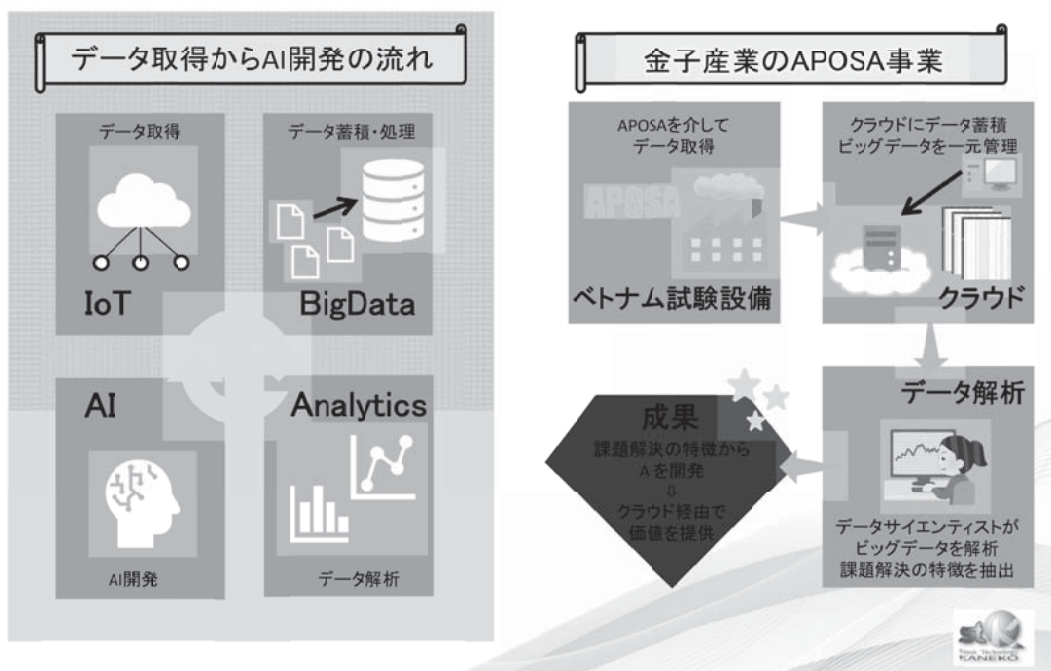 データ取得からAI開発の流れ
データ取得
IoT
データ蓄積・処理
BigData
AI
AI開発
Analytics
データ解析
金子産業のAPOSA事業
APOSAを介して
データ取得
APOSA
ベトナム試験設備
クラウドにデータ蓄積
ビッグデータを一元管理
クラウド
データ解析
データサイエンティストが
ビッグデータを解析
課題解決の特徴を抽出
成果
課題解決の特徴から
AIを開発
⇩
クラウド経由で
価値を提供
KANEKO